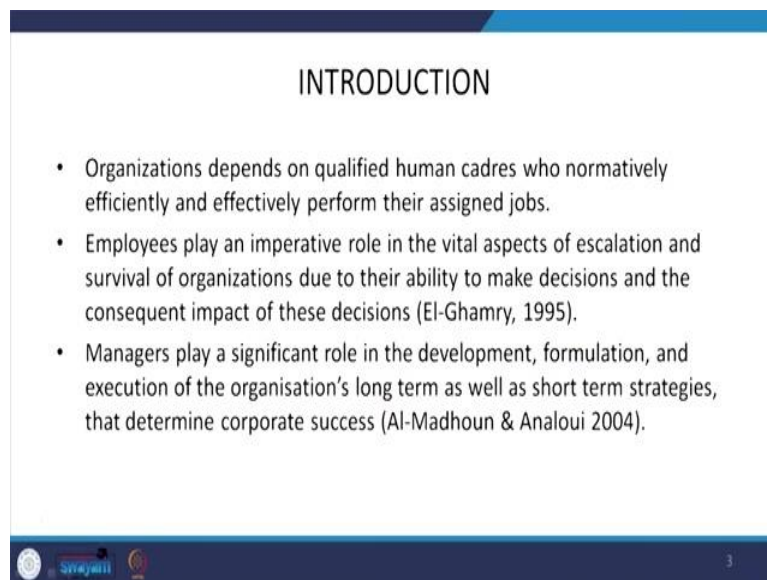 INTRODUCTION
• Organizations depends on qualified human cadres who normatively
efficiently and effectively perform their assigned jobs.
• Employees play an imperative role in the vital aspects of escalation and
survival of organizations due to their ability to make decisions and the
consequent impact of these decisions (El-Ghamry, 1995).
• Managers play a significant role in the development, formulation, and
execution of the organisation's long term as well as short term strategies,
that determine corporate success (Al-Madhoun & Analoui 2004).
swayam
3